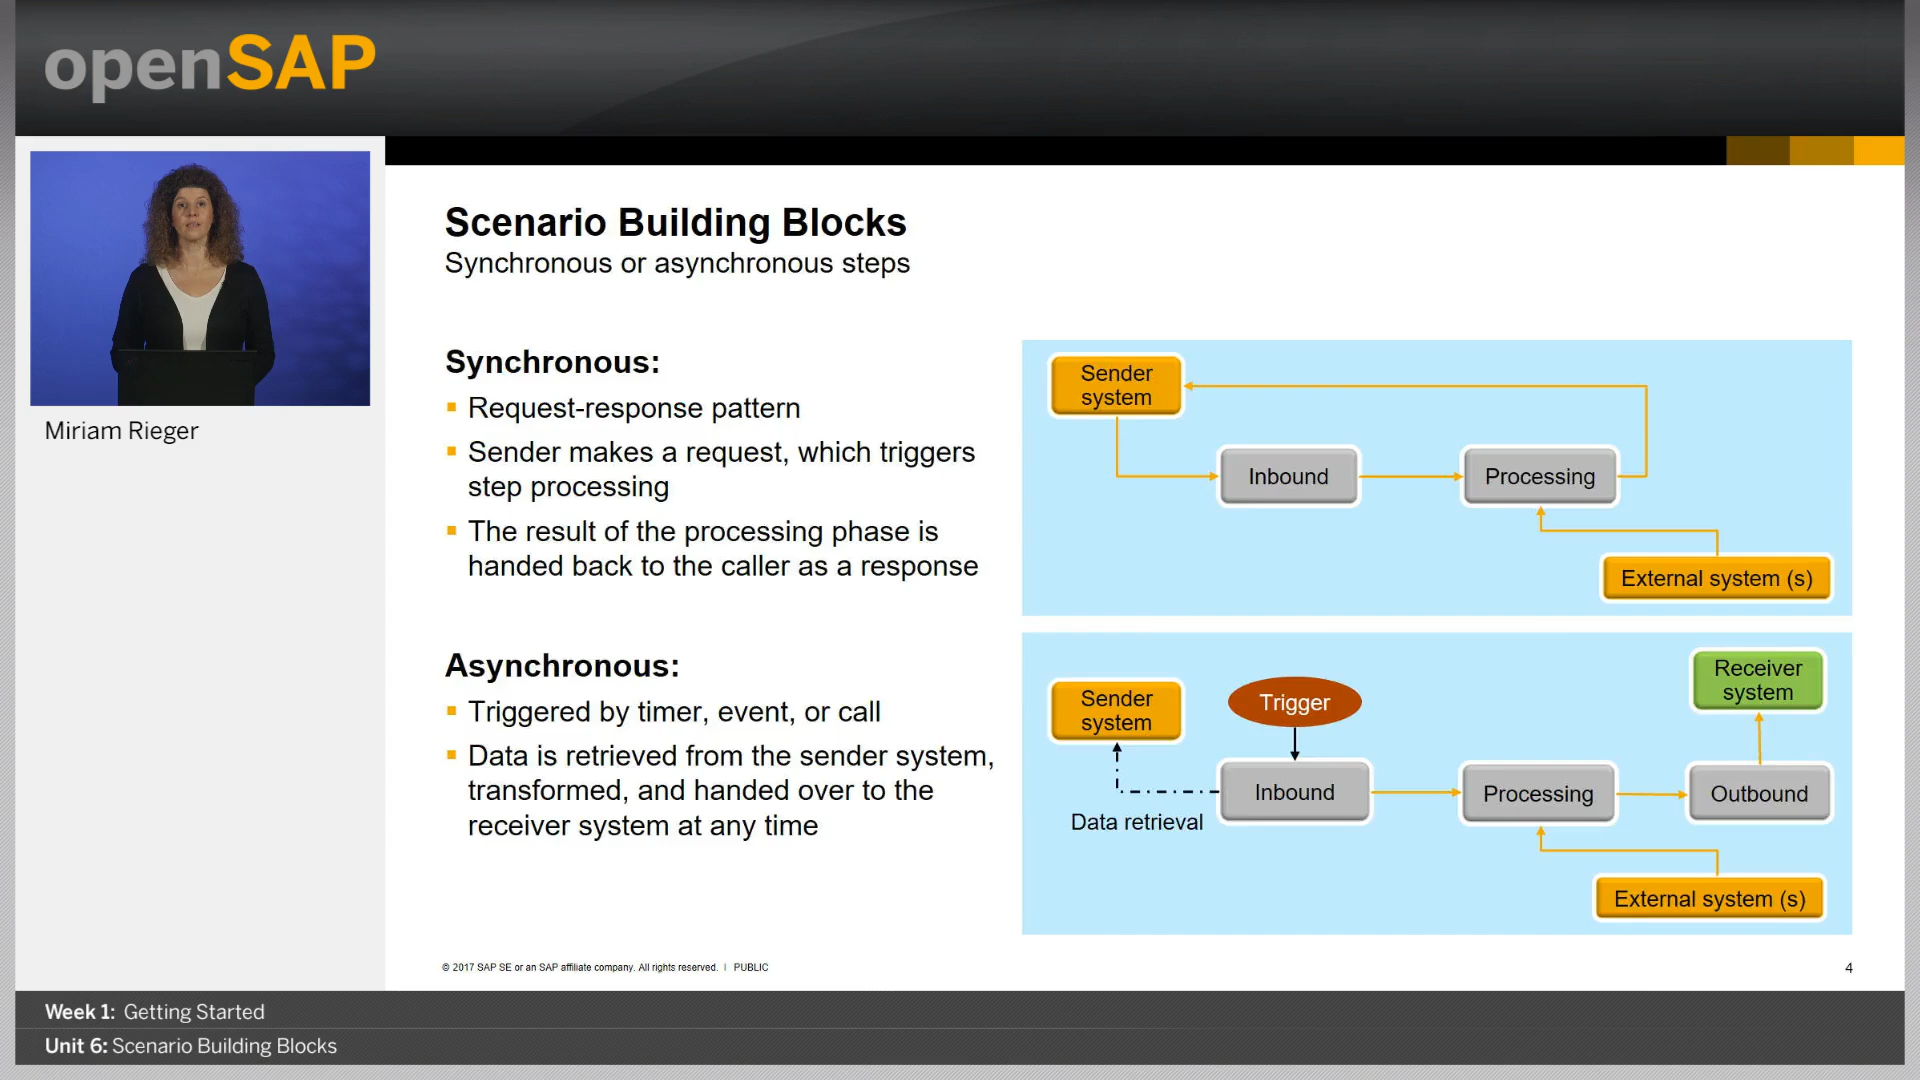 openSAP
Miriam Rieger
Scenario Building Blocks
Synchronous or asynchronous steps
Synchronous:
Request-response pattern
Sender makes a request, which triggers
step processing
The result of the processing phase is
handed back to the caller as a response
Asynchronous:
Triggered by timer, event, or call
Data is retrieved from the sender system,
transformed, and handed over to the
receiver system at any time
Sender
system
Inbound
Processing
External system (s)
Sender
system
Trigger
Receiver
system
Inbound
Processing
Outbound
Data retrieval
External system (s)
© 2017 SAP SE or an SAP affiliate company. All rights reserved. | PUBLIC
4
Week 1: Getting Started
Unit 6: Scenario Building Blocks